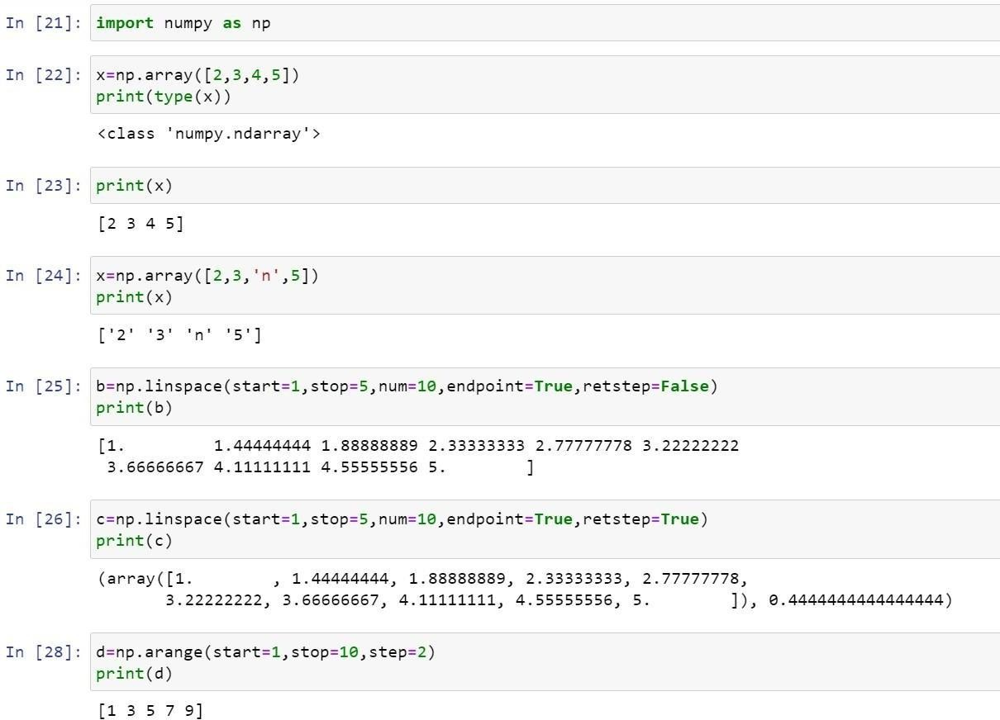 In [21]: import numpy as np
In [22]: x=np.array([2,3,4,5])
print(type(x))
<class 'numpy.ndarray'>
In [23]: print(x)
[2 3 4 5]
In [24]: x=np.array([2,3,'n',5])
print(x)
['2' '3' 'n' '5']
In [25]: b=np.linspace(start=1,stop=5,num=10,endpoint=True,retstep=False)
print(b)
[1.         1.44444444 1.88888889 2.33333333 2.77777778 3.22222222
 3.66666667 4.11111111 4.55555556 5.        ]
In [26]: c=np.linspace(start=1,stop=5,num=10,endpoint=True,retstep=True)
print(c)
(array([1.        , 1.44444444, 1.88888889, 2.33333333, 2.77777778,
       3.22222222, 3.66666667, 4.11111111, 4.55555556, 5.        ]), 0.4444444444444444)
In [28]: d=np.arange(start=1,stop=10,step=2)
print(d)
[1 3 5 7 9]